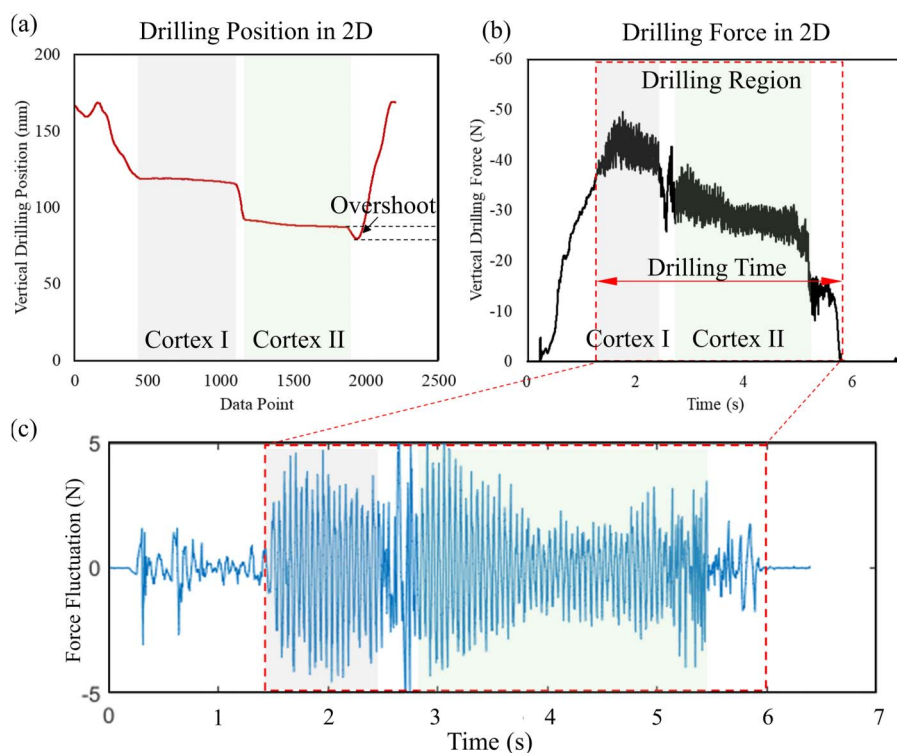 (a)
Drilling Position in 2D
200
150
100
50
0
Vertical Drilling Position (mm)
Overshoot
Cortex I
Cortex II
0
500
1000
1500
2000
2500
Data Point
(b)
Drilling Force in 2D
-60
-50
-40
-30
-20
-10
0
Vertical Drilling Force (N)
Drilling Region
Drilling Time
Cortex I
Cortex II
2
4
6
Time (s)
(c)
5
0
-5
Force Fluctuation (N)
0
1
2
3
4
5
6
7
Time (s)